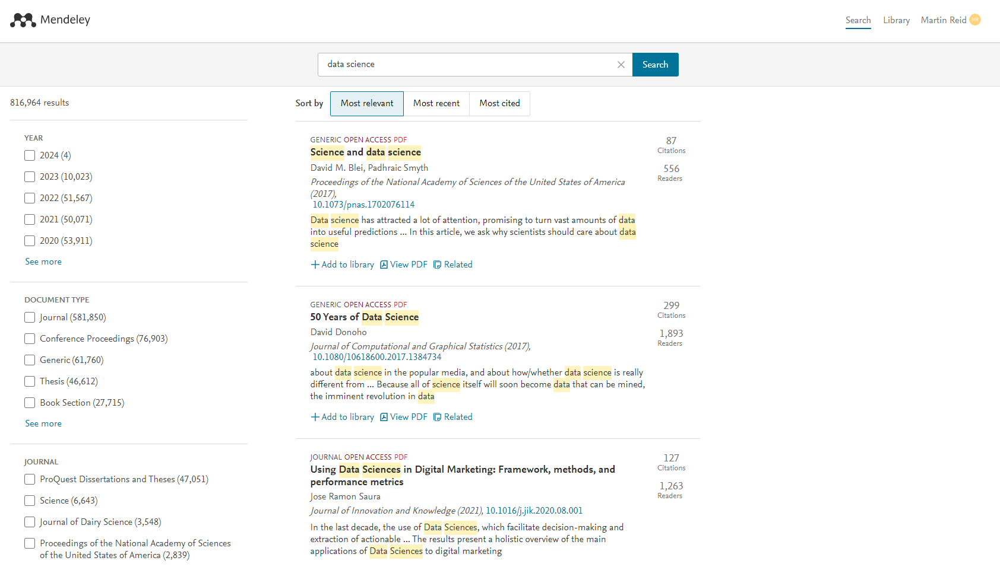 Mendeley
Search
Library
Martin Reid
data science
Search
816,964 results
YEAR
2024 (4)
2023 (10,023)
2022 (51,567)
2021 (50,071)
2020 (53,911)
See more
DOCUMENT TYPE
Journal (581,850)
Conference Proceedings (76,903)
Generic (61,760)
Thesis (46,612)
Book Section (27,715)
See more
JOURNAL
ProQuest Dissertations and Theses (47,051)
Science (6,643)
Journal of Dairy Science (3,548)
Proceedings of the National Academy of Sciences
of the United States of America (2,839)
Sort by
Most relevant
Most recent
Most cited
GENERIC OPEN ACCESS PDF
Science and data science
David M. Blei, Padhraic Smyth
Proceedings of the National Academy of Sciences of the United States of America
(2017),
10.1073/pnas.1702076114
Data science has attracted a lot of attention, promising to turn vast amounts of data
into useful predictions ... In this article, we ask why scientists should care about data
science
Add to library
View PDF
Related
87
Citations
556
Readers
GENERIC OPEN ACCESS PDF
50 Years of Data Science
David Donoho
Journal of Computational and Graphical Statistics (2017),
10.1080/10618600.2017.1384734
about data science in the popular media, and about how/whether data science is really
different from ... Because all of science itself will soon become data that can be mined,
the imminent revolution in data
Add to library
View PDF
Related
299
Citations
1,893
Readers
JOURNAL OPEN ACCESS PDF
Using Data Sciences in Digital Marketing: Framework, methods, and
performance metrics
Jose Ramon Saura
Journal of Innovation and Knowledge (2021), 10.1016/j.jik.2020.08.001
In the last decade, the use of Data Sciences, which facilitate decision-making and
extraction of actionable ... The results present a holistic overview of the main
applications of Data Sciences to digital marketing
127
Citations
1,263
Readers